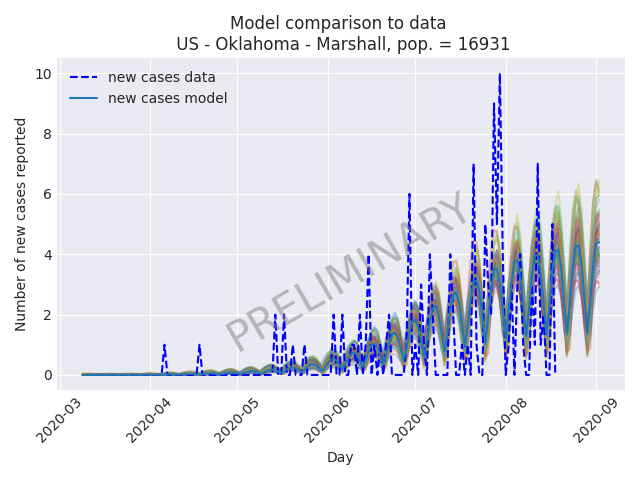 Model comparison to data
US - Oklahoma - Marshall, pop. = 16931
new cases data
new cases model
PRELIMINARY
Number of new cases reported
10
8
6
4
2
0
2020-03
2020-04
2020-05
2020-06
2020-07
2020-08
2020-09
Day